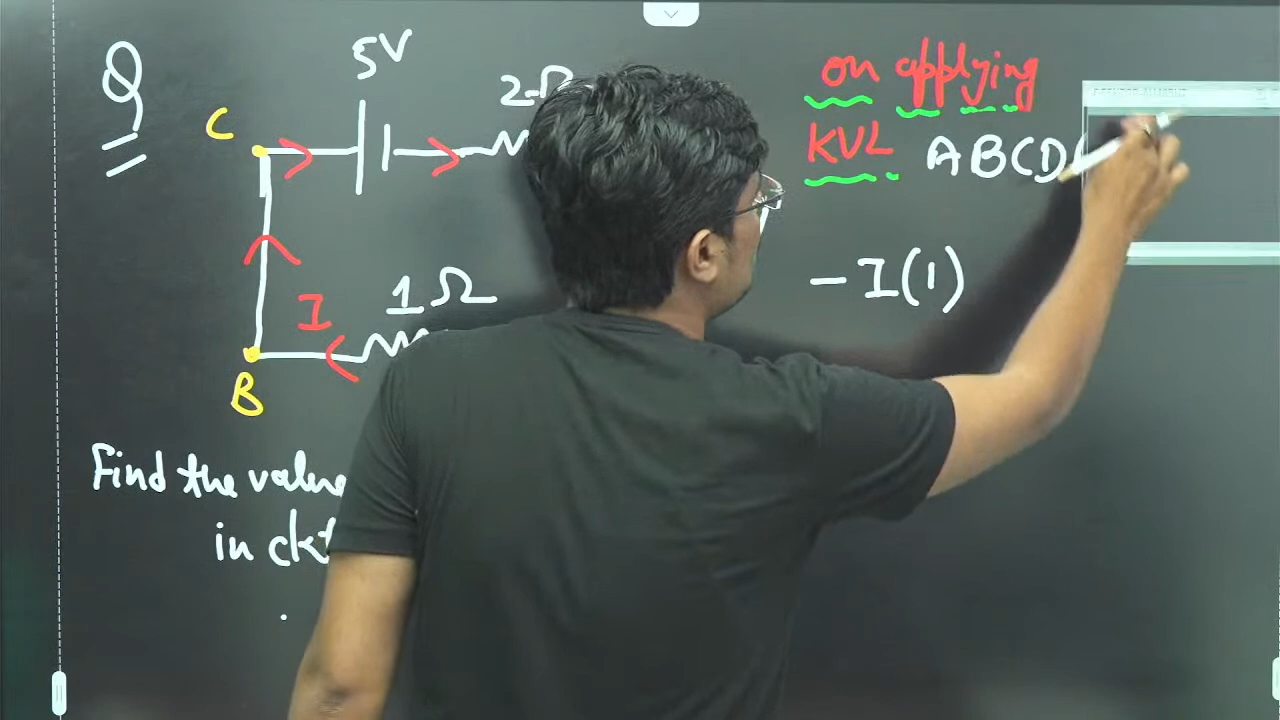 Q
5V
2Ω
C
I
1Ω
B
Find the value
in ckt
.
on applying
KVL ABCD
-I(1)